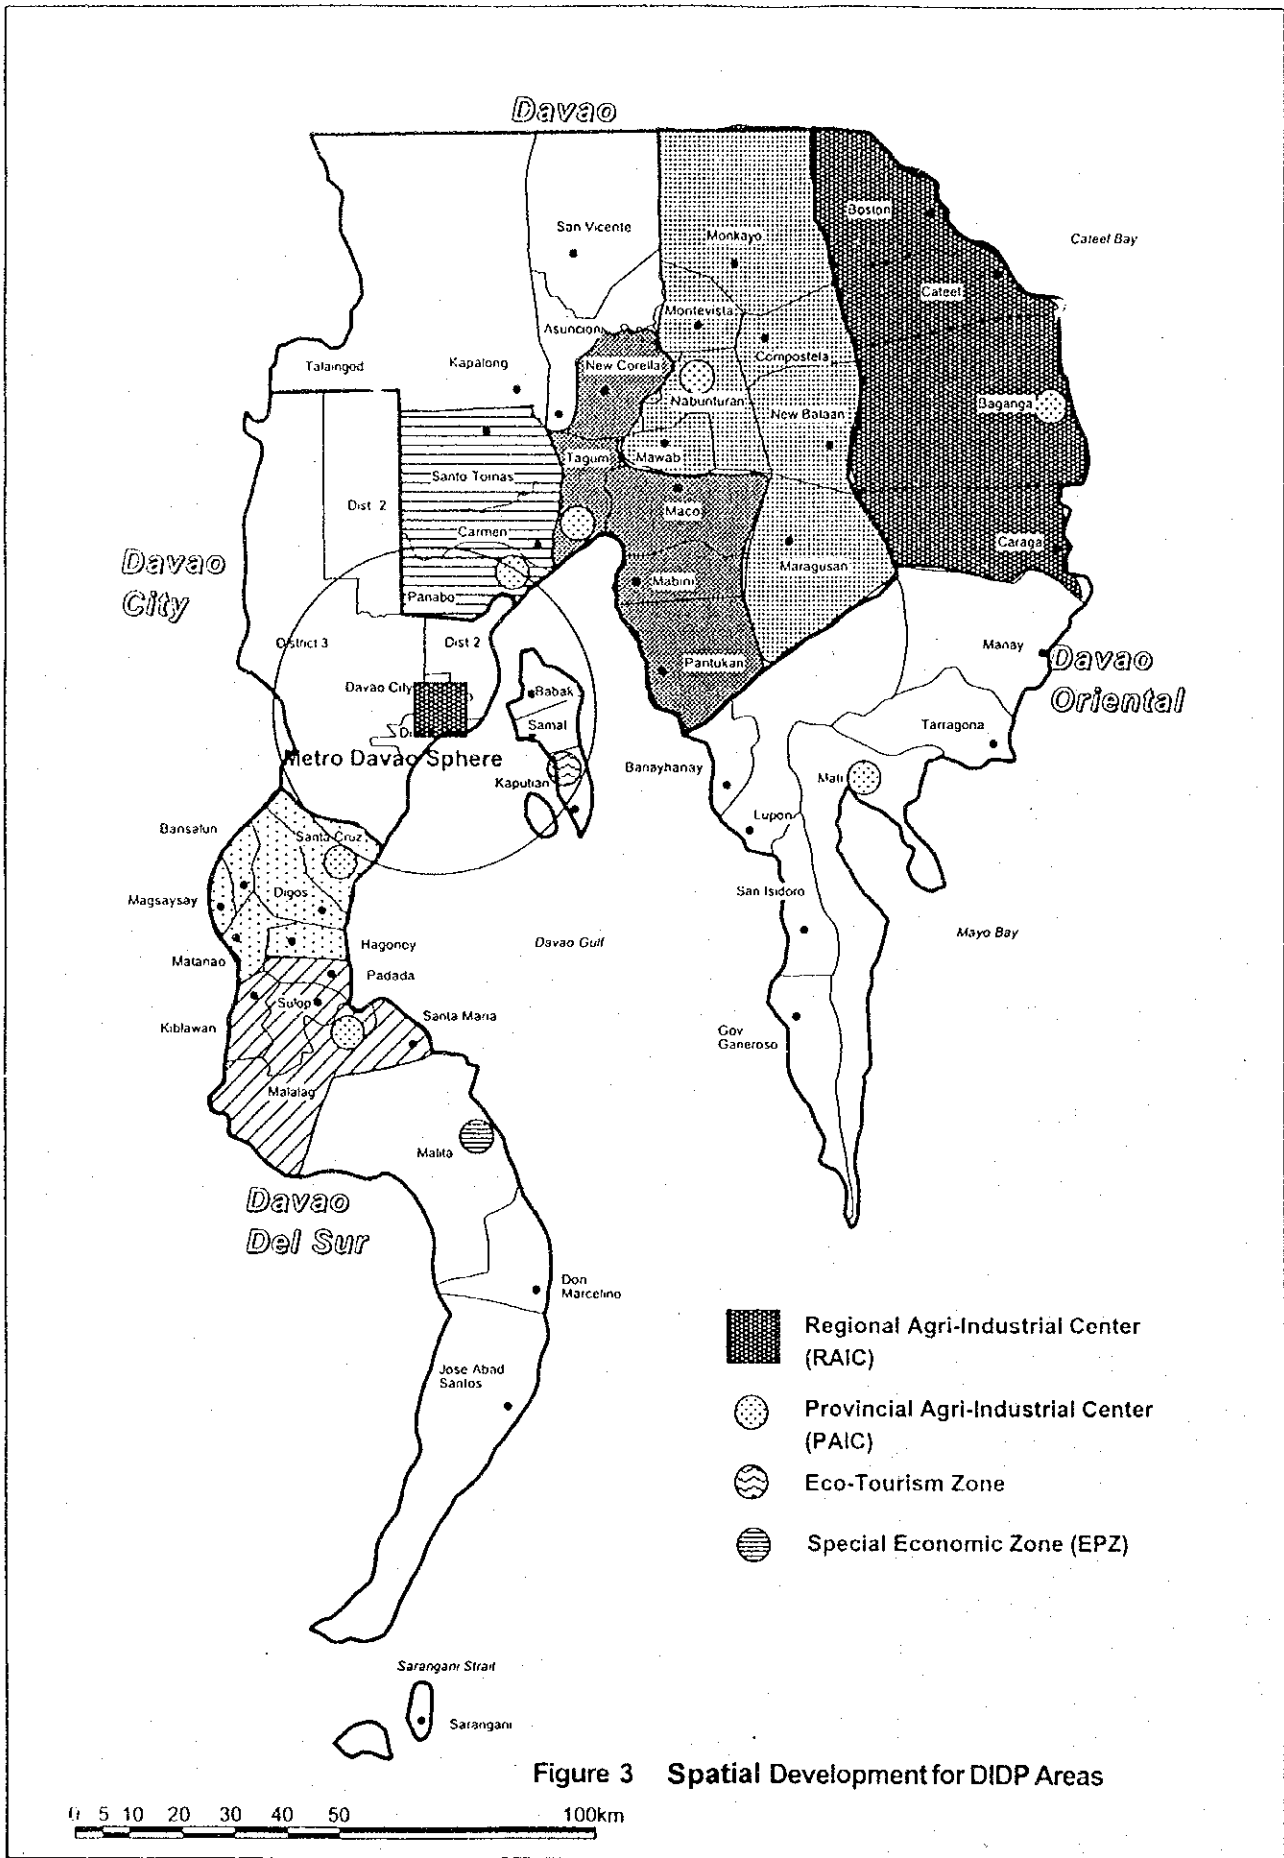 Davao
San Vicente
Monkayo
Boston
Cateel Bay
Cateel
Montevista
Asuncion
Compostela
Talaingod
Kapalong
New Corella
Nabunturan
New Bataan
Baganga
Tagum
Mawab
Santo Tomas
Dist. 2
Maco
Carmen
Caraga
Davao
City
Maragusan
Mabini
Panabo
District 3
Dist 2
Manay
Pantukan
Davao
Oriental
Davao City
Babak
Samal
Tarragona
Metro Davao Sphere
Banayhanay
Mati
Kaputian
Lupon
Bansalan
Santa Cruz
Digos
San Isidro
Magsaysay
Mayo Bay
Davao Gulf
Hagonoy
Matanao
Padada
Sulop
Santa Maria
Kiblawan
Gov
Ganeroso
Malalag
Malita
Davao
Del Sur
Don
Marcelino
Regional Agri-Industrial Center
(RAIC)
Jose Abad
Santos
Provincial Agri-Industrial Center
(PAIC)
Eco-Tourism Zone
Special Economic Zone (EPZ)
Sarangani Strait
Sarangani
Figure 3 Spatial Development for DIDP Areas
0 5 10 20 30 40 50 100km